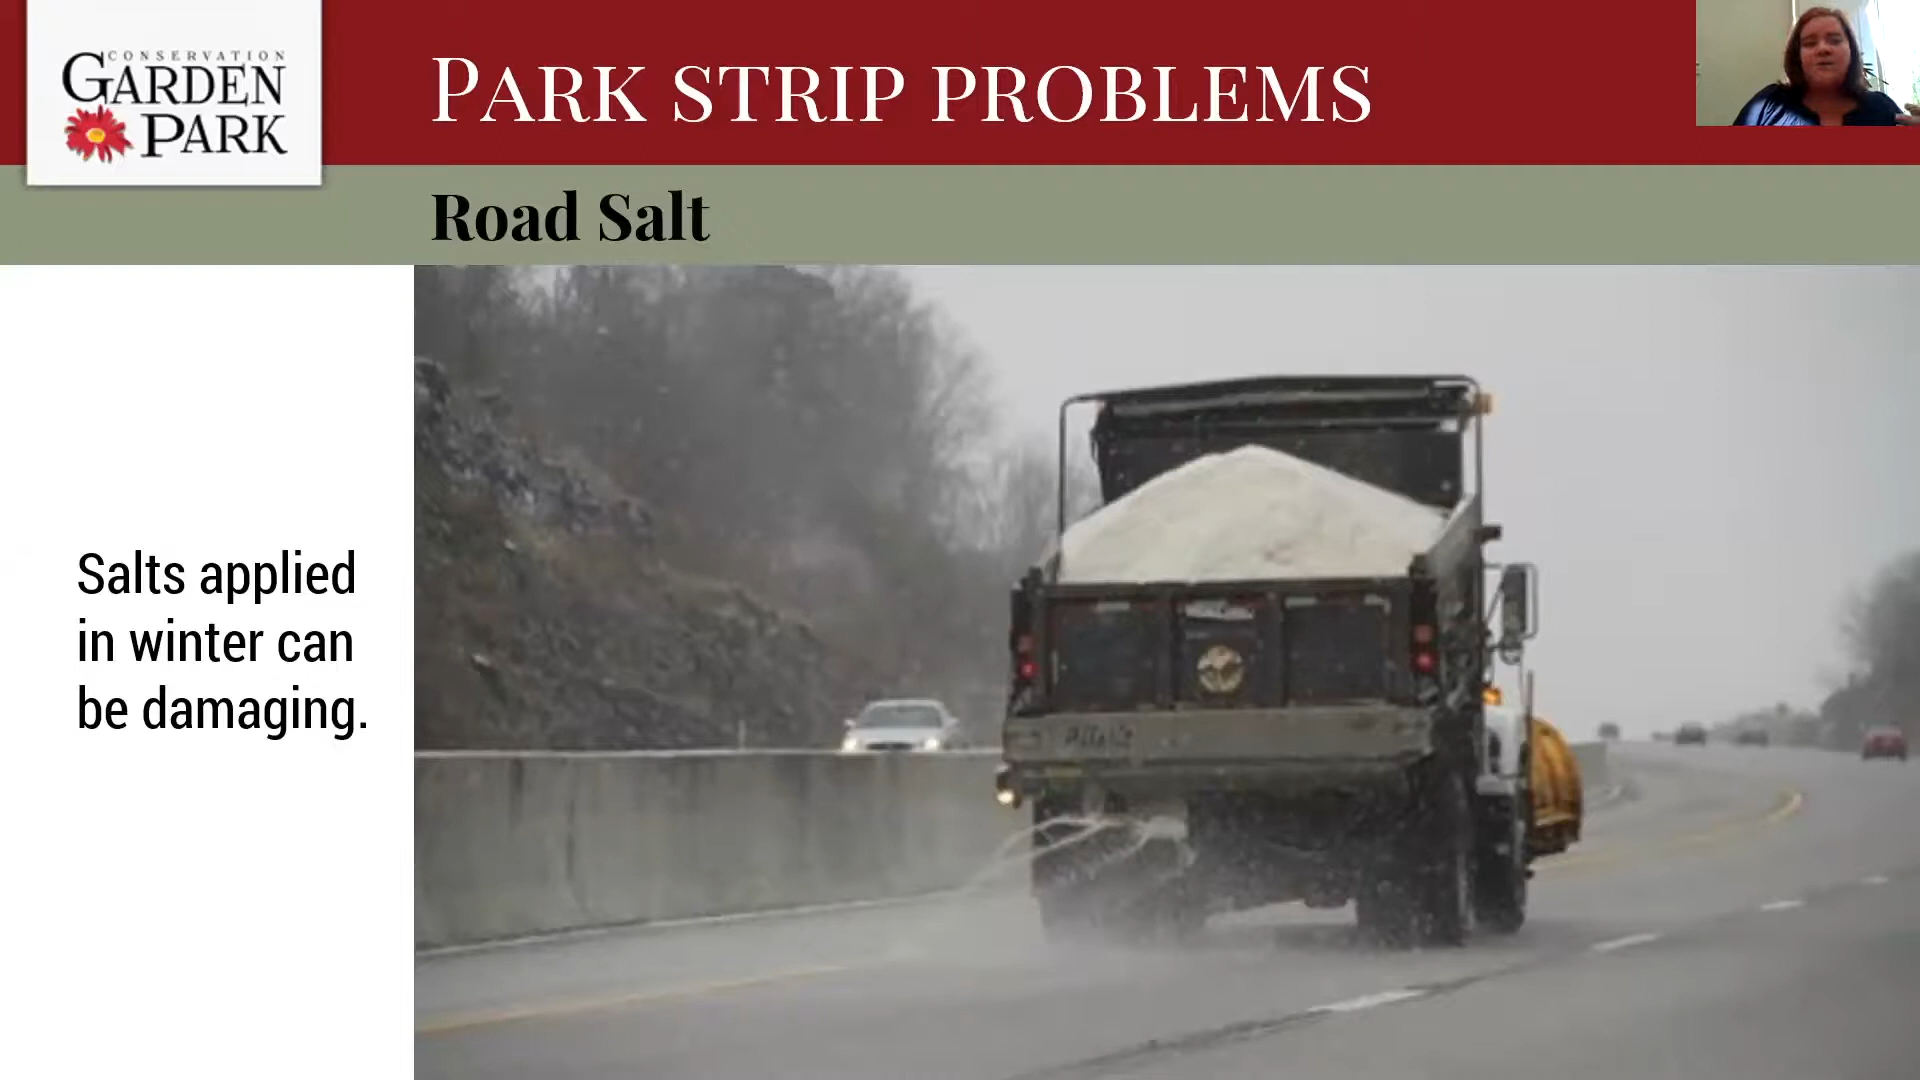 CONSERVATION
GARDEN
PARK
PARK STRIP PROBLEMS
Road Salt
Salts applied
in winter can
be damaging.